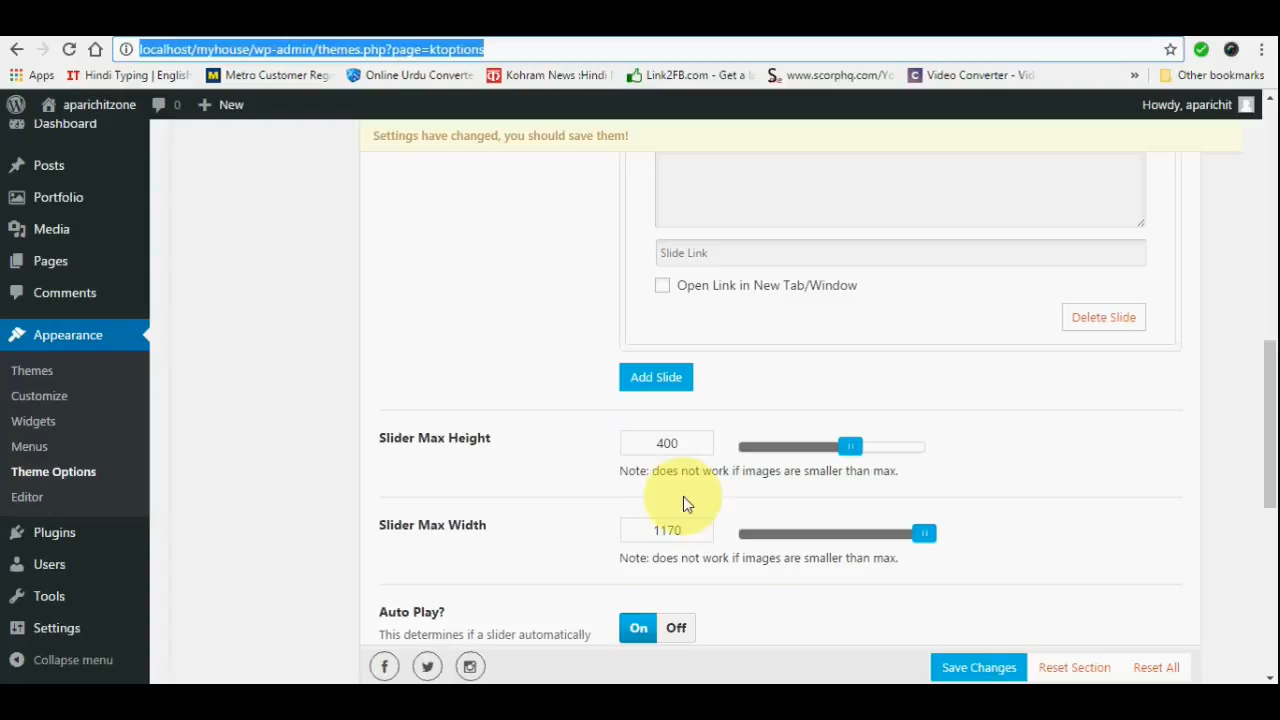 localhost/myhouse/wp-admin/themes.php?page=ktoptions
Apps
Hindi Typing | English
Metro Customer Reg
Online Urdu Converte
Kohram News :Hindi
Link2FB.com - Get a
www.scorphq.com/Yo
Video Converter - Vid
»
Other bookmarks
aparichitzone
0
New
Howdy, aparichit
Dashboard
Posts
Portfolio
Media
Pages
Comments
Appearance
Themes
Customize
Widgets
Menus
Theme Options
Editor
Plugins
Users
Tools
Settings
Collapse menu
Settings have changed, you should save them!
Slide Link
Open Link in New Tab/Window
Delete Slide
Add Slide
Slider Max Height
400
Note: does not work if images are smaller than max.
Slider Max Width
1170
Note: does not work if images are smaller than max.
Auto Play?
This determines if a slider automatically
On Off
Save Changes
Reset Section
Reset All